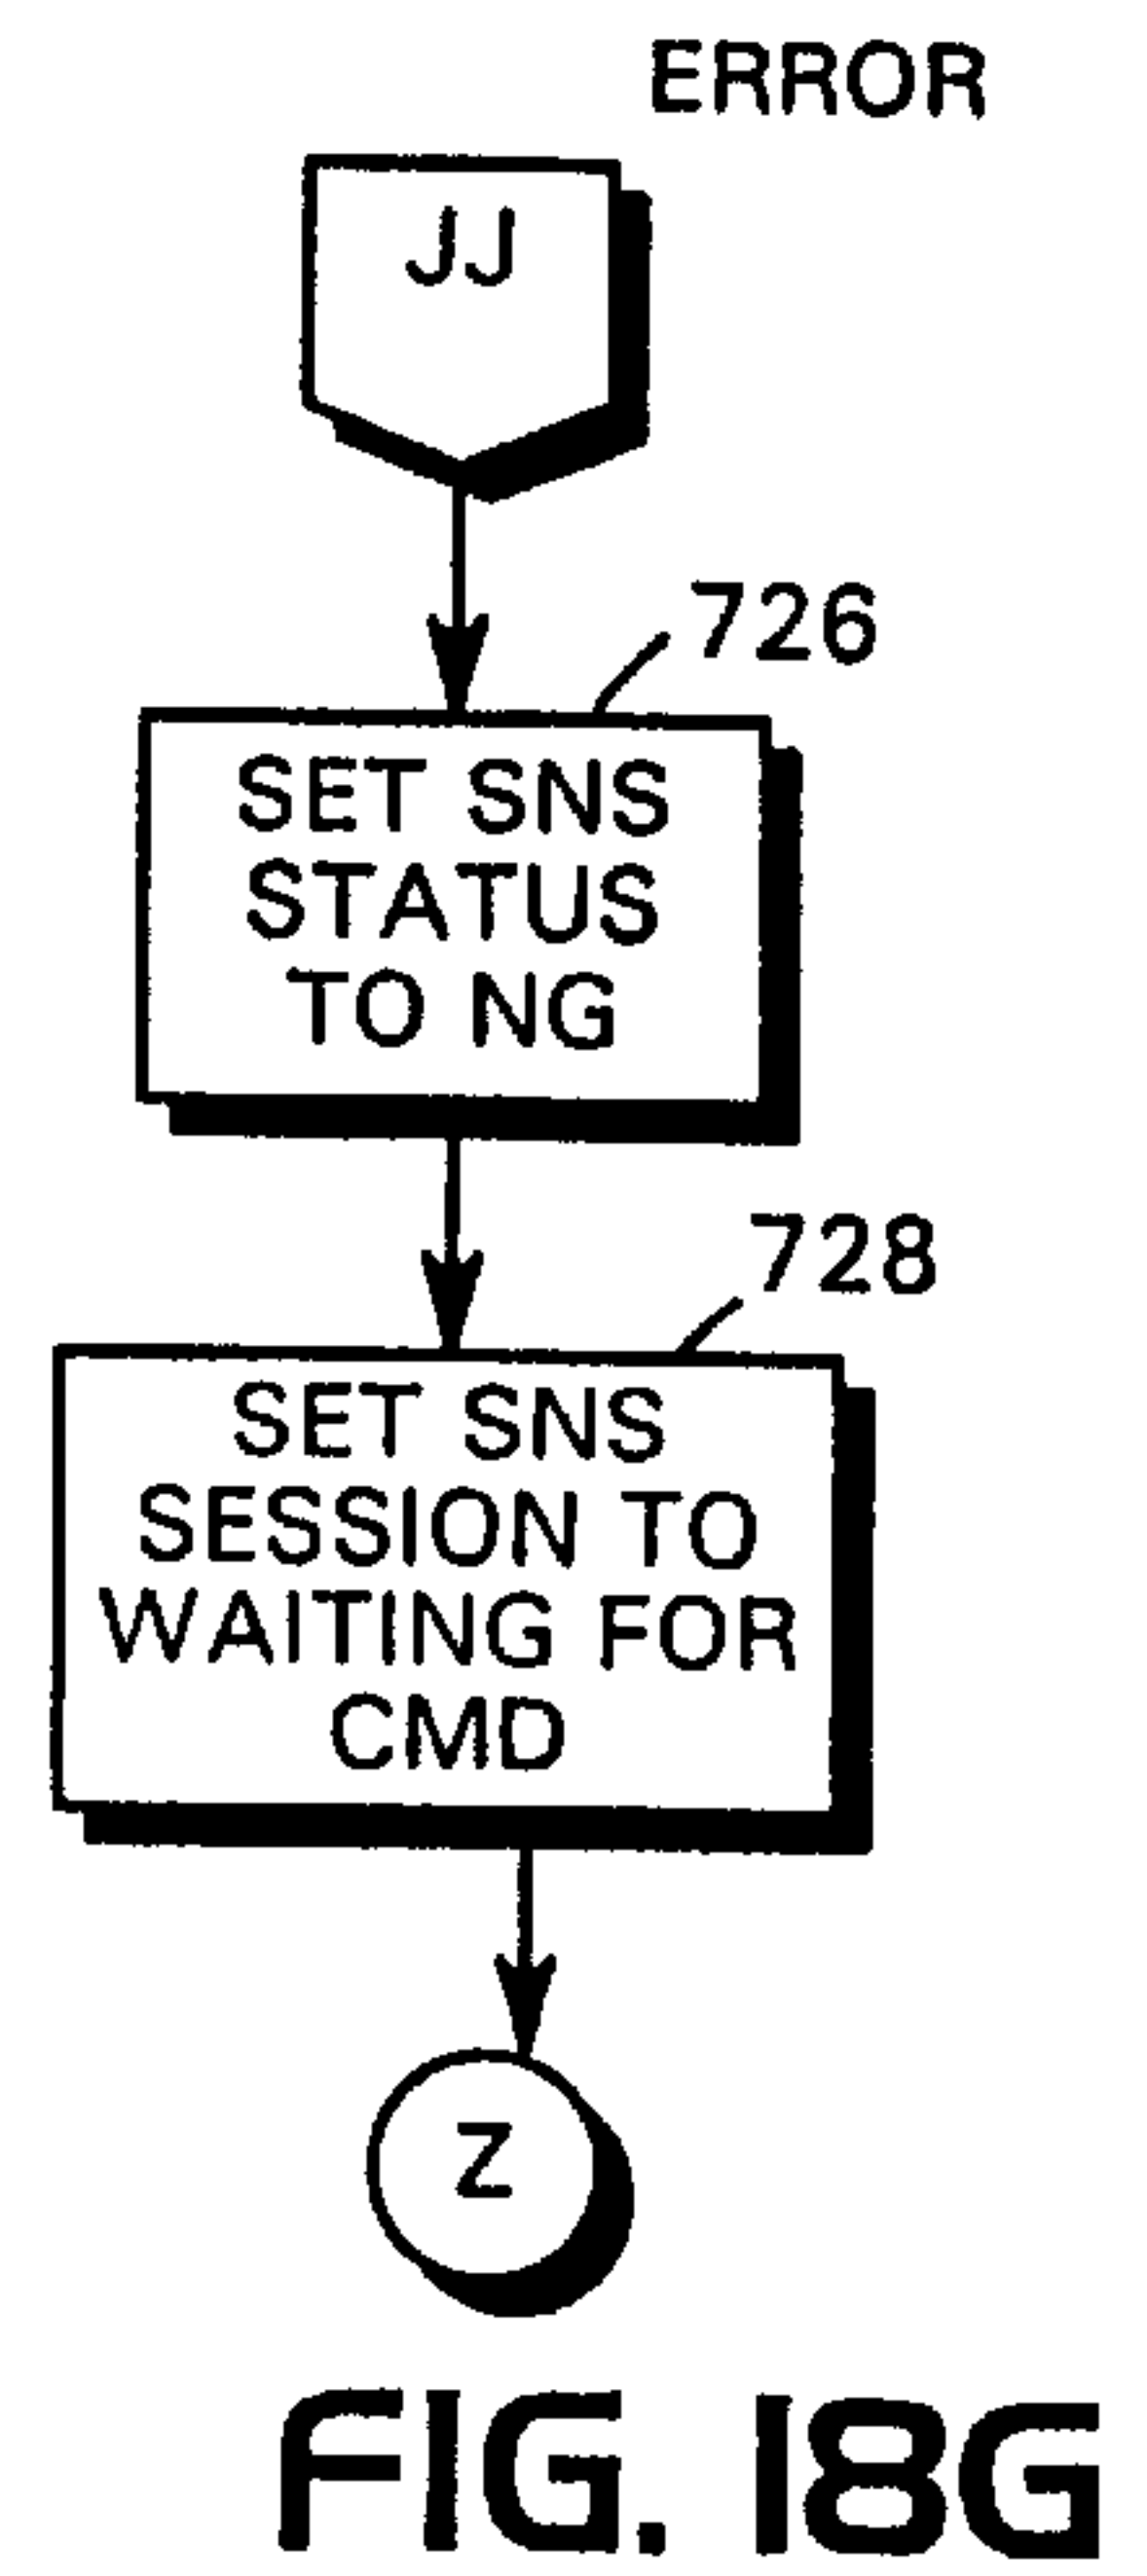 ERROR
JJ
726
SET SNS
STATUS
TO NG
728
SET SNS
SESSION TO
WAITING FOR
CMD
Z
FIG. 18G